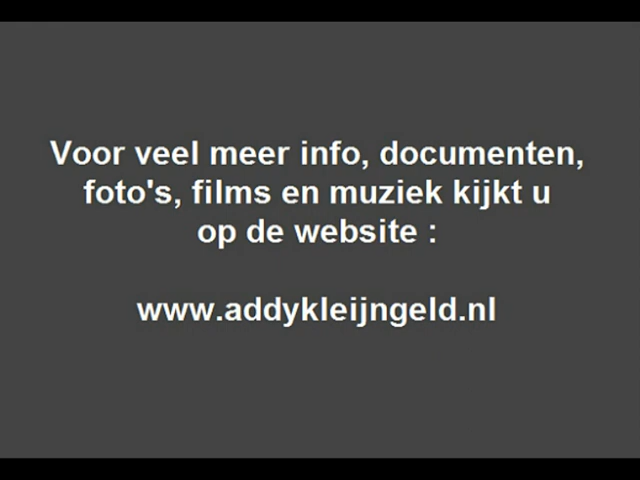 Voor veel meer info, documenten,
foto's, films en muziek kijkt u
op de website :
www.addykleijngeld.nl